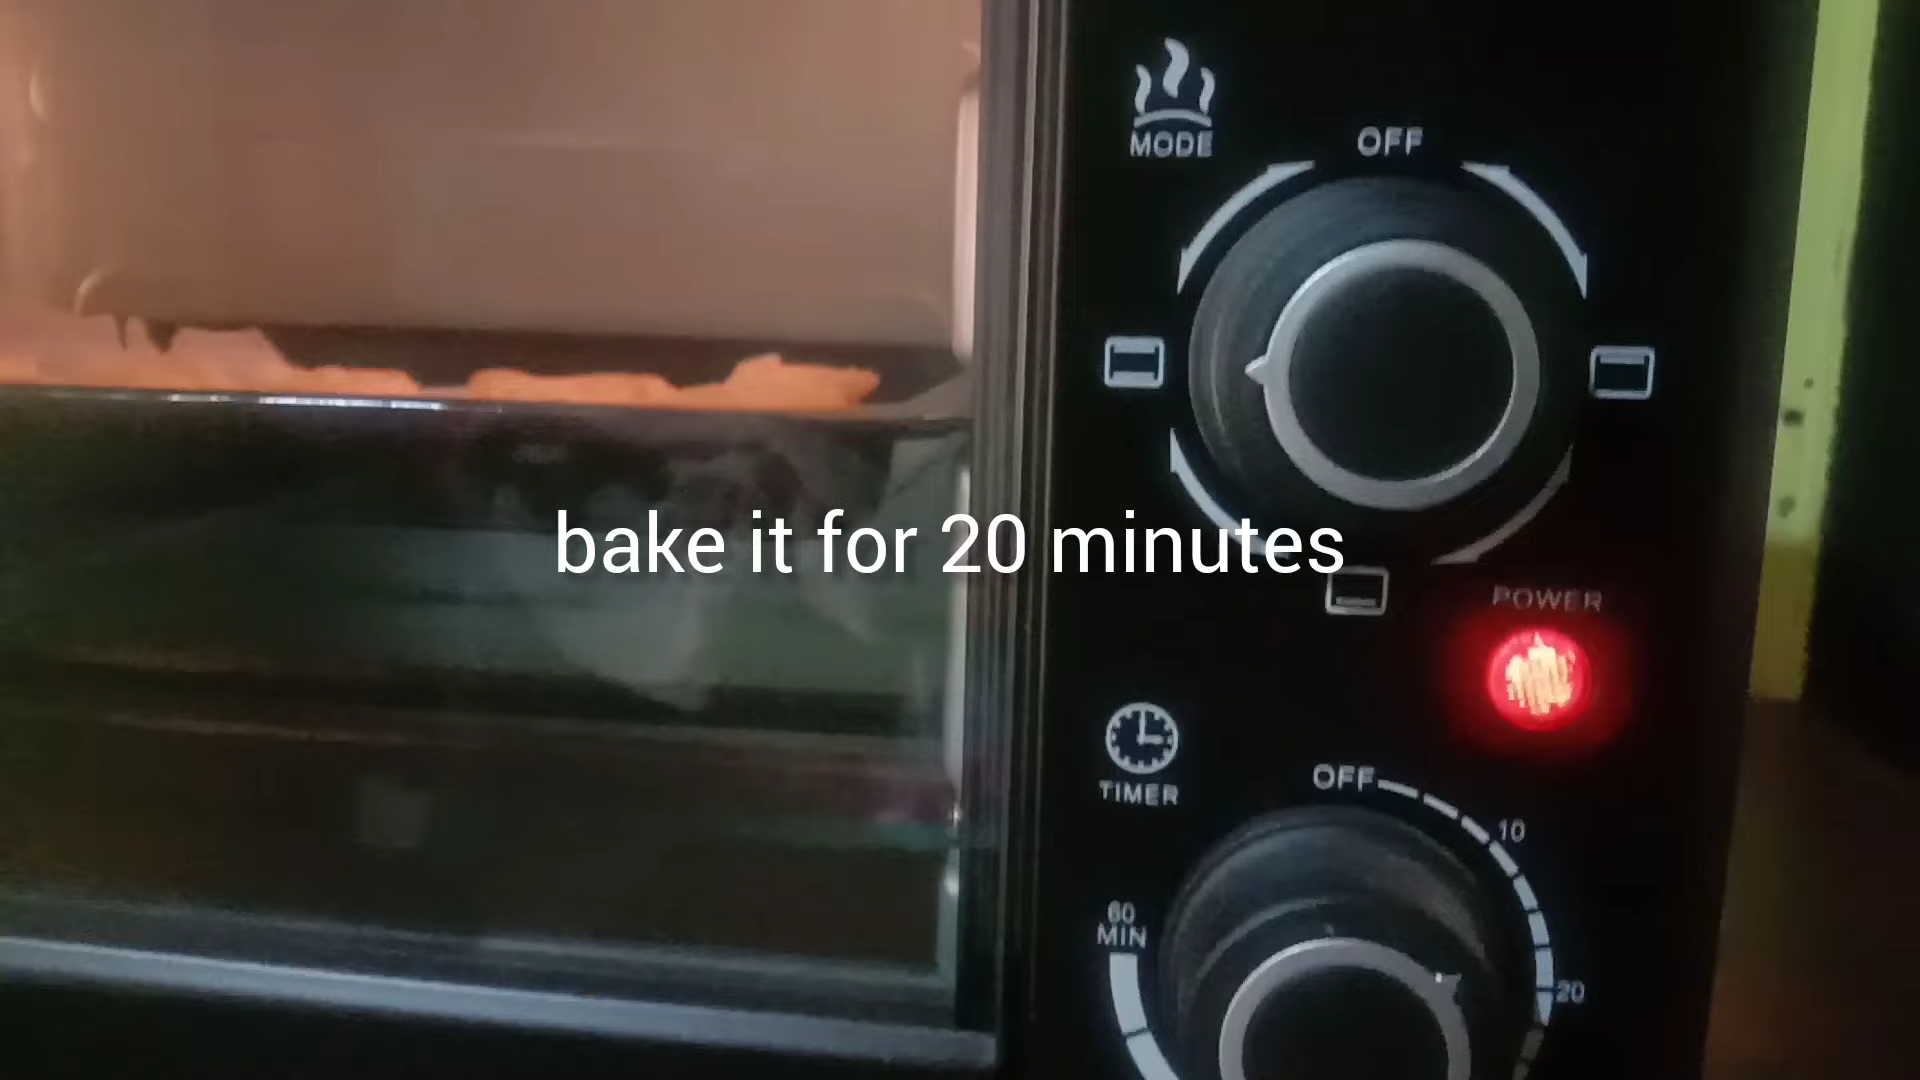 MODE
OFF
bake it for 20 minutes
POWER
TIMER
OFF
10
60
MIN
20